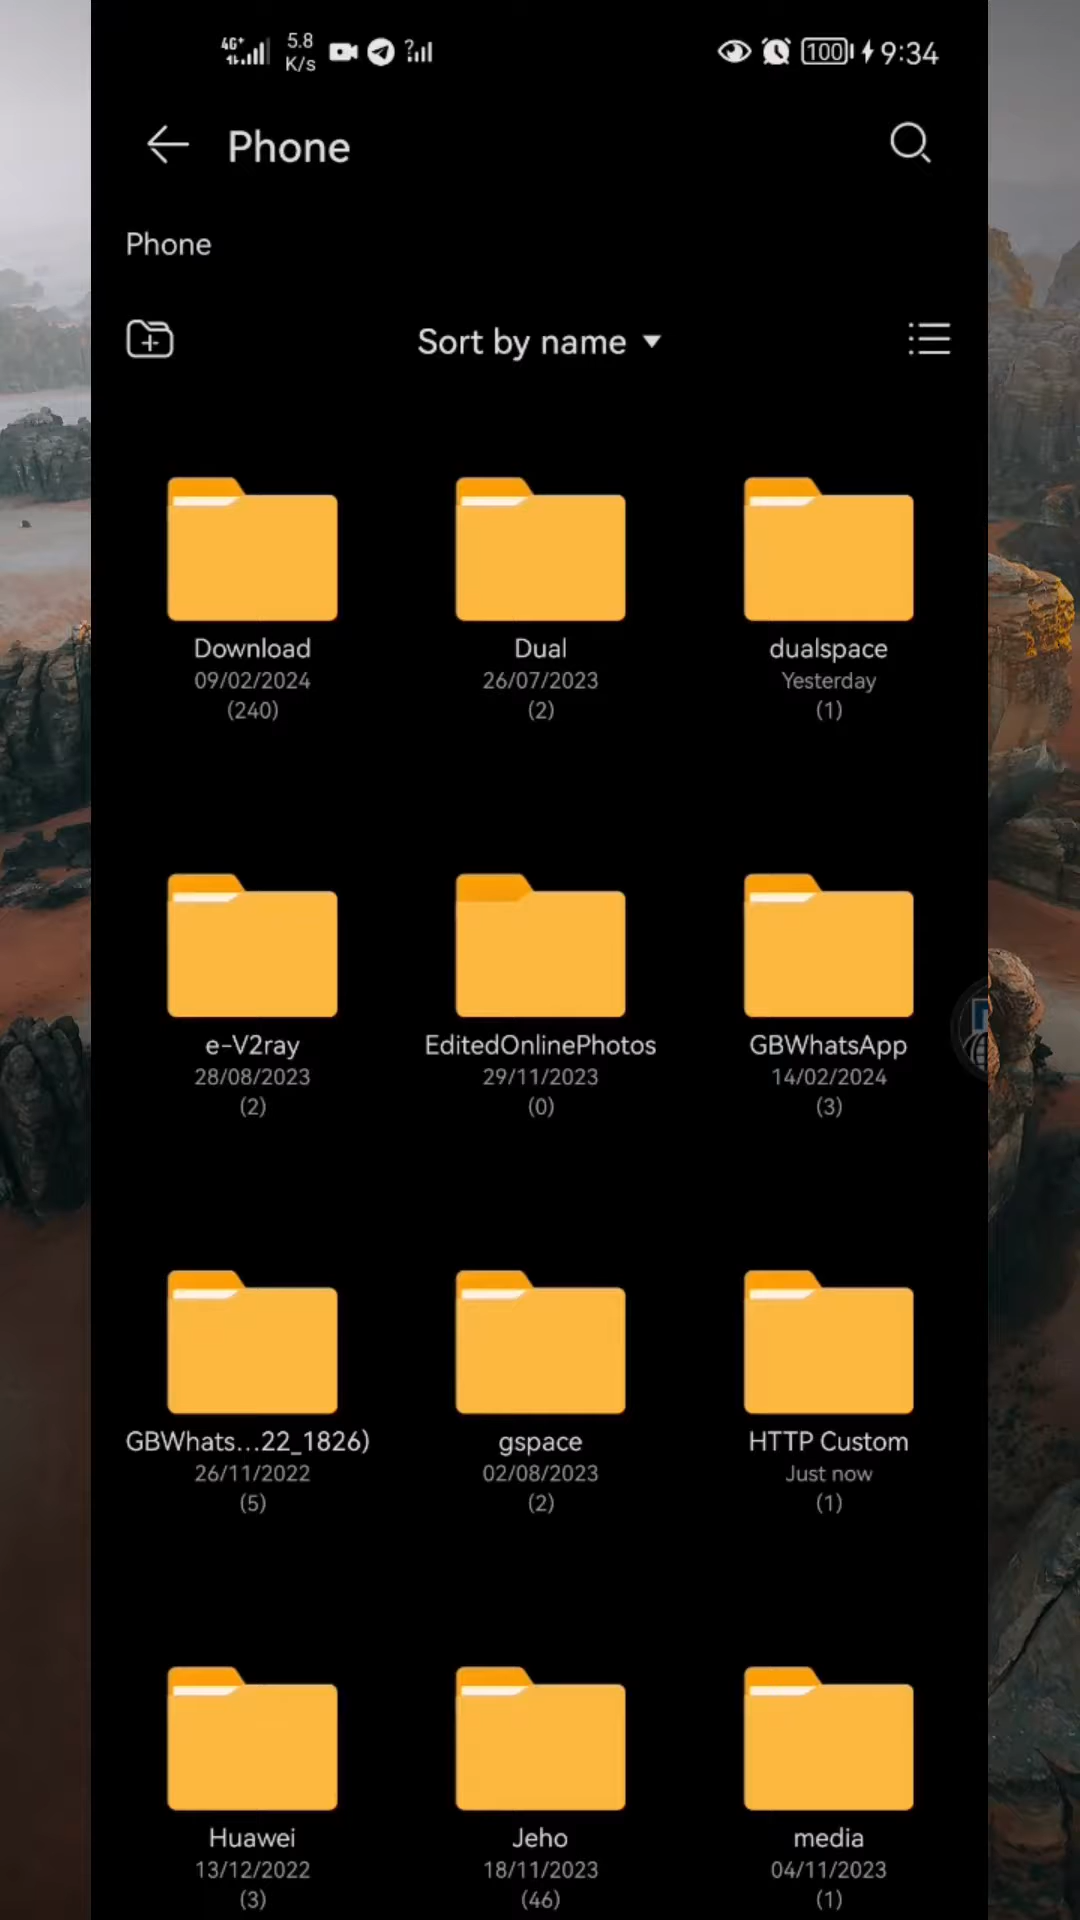 4G+ 5.8 K/s ? 100 9:34
Phone
Phone
Sort by name
Download Dual dualspace
09/02/2024 26/07/2023 Yesterday
(240) (2) (1)
e-V2ray EditedOnlinePhotos GBWhatsApp
28/08/2023 29/11/2023 14/02/2024
(2) (0) (3)
GBWhats...22_1826) gspace HTTP Custom
26/11/2022 02/08/2023 Just now
(5) (2) (1)
Huawei Jeho media
13/12/2022 18/11/2023 04/11/2023
(3) (46) (1)